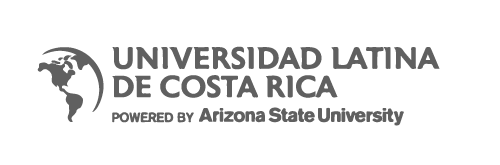 UNIVERSIDAD LATINA
DE COSTA RICA
POWERED BY Arizona State University